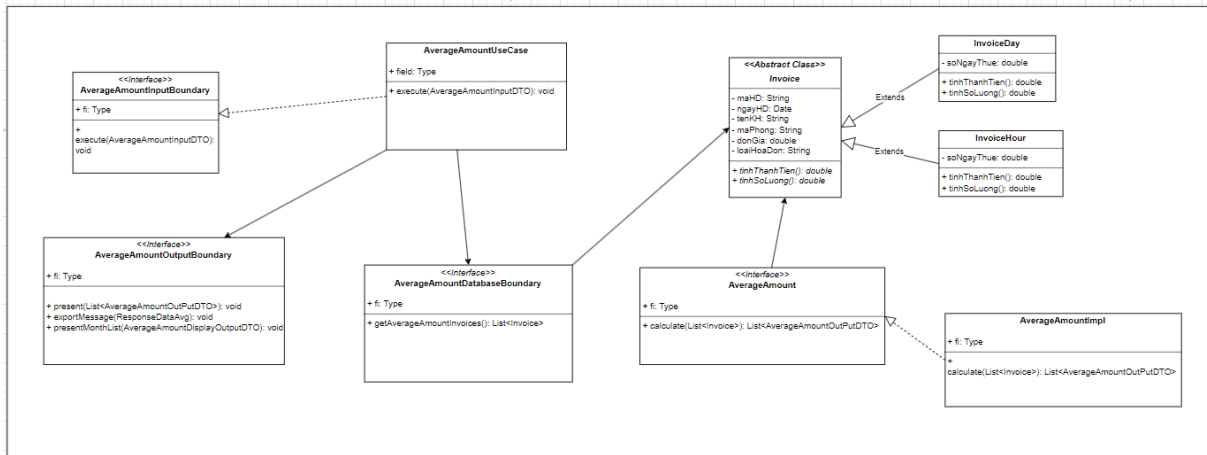 <<Interface>>
AverageAmountInputBoundary
+ fi: Type
+
execute(AverageAmountInputDTO):
void
AverageAmountUseCase
+ field: Type
+ execute(AverageAmountInputDTO): void
<<Abstract Class>>
Invoice
- maHD: String
- ngayHD: Date
- tenKH: String
- maPhong: String
- donGia: double
- loaiHoaDon: String
+ tinhThanhTien(): double
+ tinhSoLuong(): double
InvoiceDay
- soNgayThue: double
+ tinhThanhTien(): double
+ tinhSoLuong(): double
Extends
InvoiceHour
- soNgayThue: double
+ tinhThanhTien(): double
+ tinhSoLuong(): double
Extends
<<Interface>>
AverageAmountOutputBoundary
+ fi: Type
+ present(List<AverageAmountOutPutDTO>): void
+ exportMessage(ResponseDataAvg): void
+ presentMonthList(AverageAmountDisplayOutputDTO): void
<<Interface>>
AverageAmountDatabaseBoundary
+ fi: Type
+ getAverageAmountInvoices(): List<Invoice>
<<Interface>>
AverageAmount
+ fi: Type
+ calculate(List<Invoice>): List<AverageAmountOutPutDTO>
AverageAmountImpl
+ fi: Type
+
calculate(List<Invoice>): List<AverageAmountOutPutDTO>